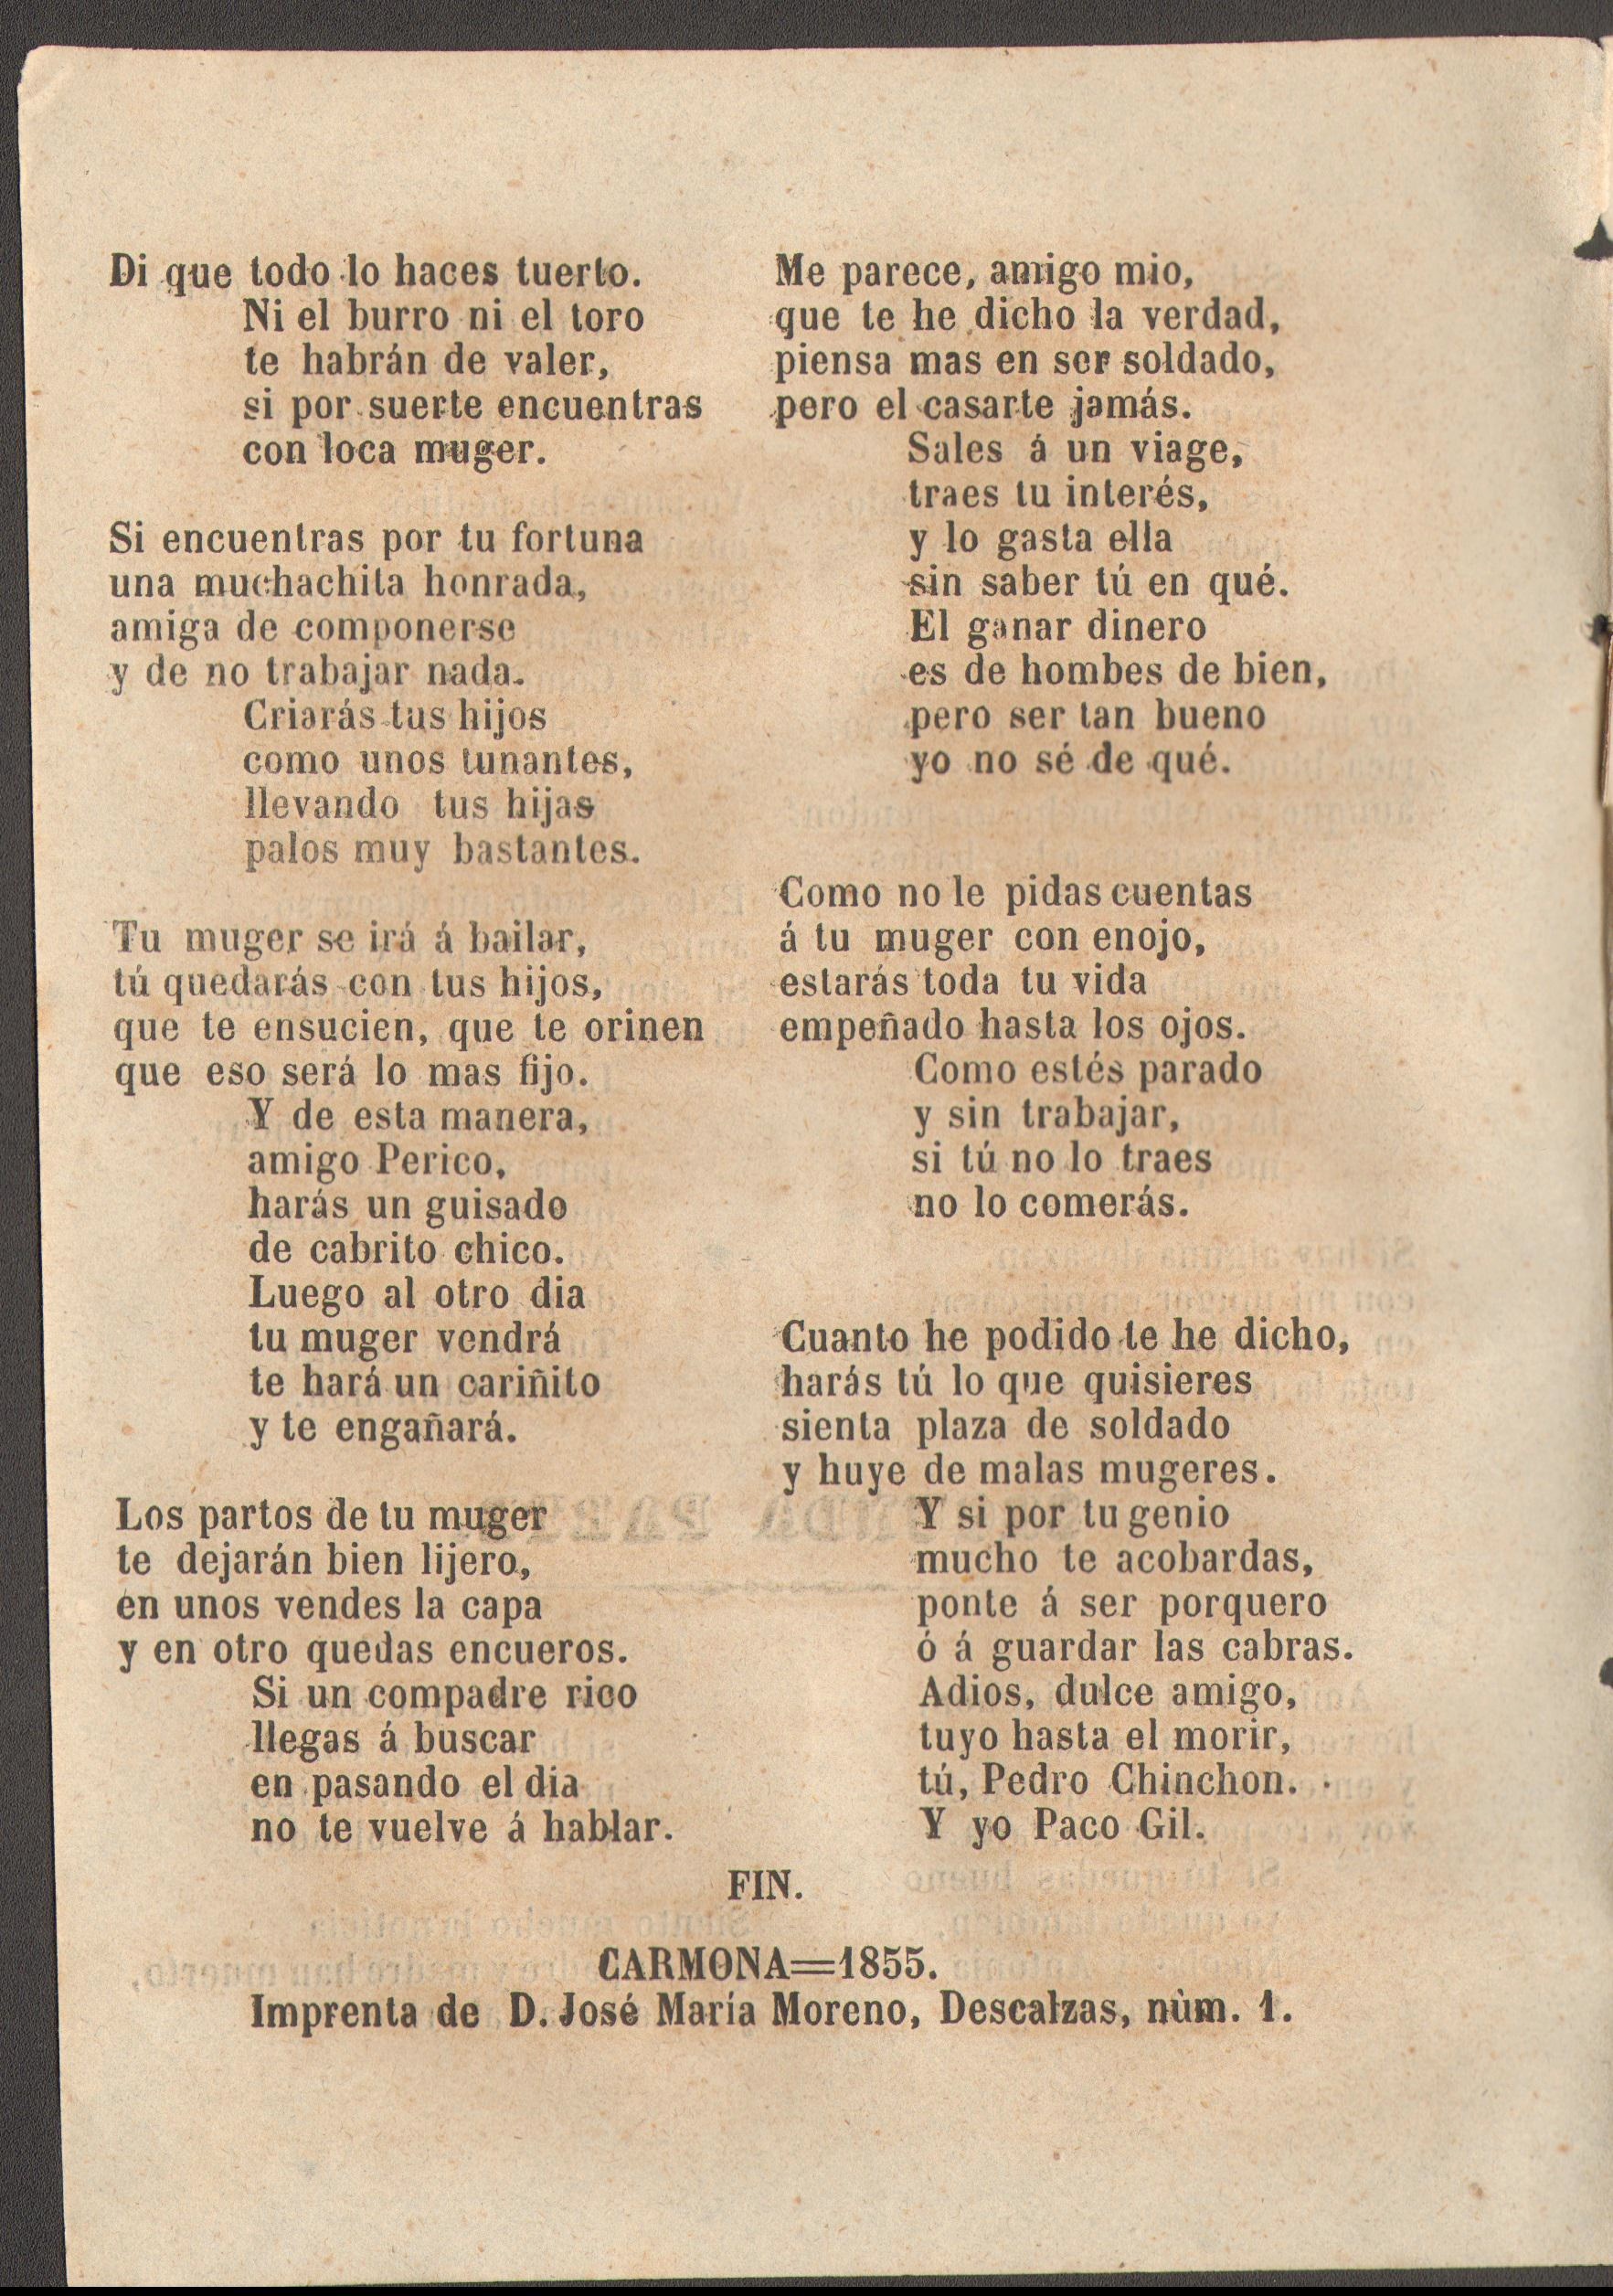 Di que todo lo haces tuerto.
Ni el burro ni el toro
te habrán de valer,
si por suerte encuentras
con loca muger.
Si encuentras por tu fortuna
una muchachita honrada,
amiga de componerse
y de no trabajar nada.
Criarás tus hijos
como unos tunantes,
llevando tus hijas
palos muy bastantes.
Tu muger se irá á bailar,
tú quedarás con tus hijos,
que te ensucien, que te orinen
que eso será lo mas fijo.
Y de esta manera,
amigo Perico,
harás un guisado
de cabrito chico.
Luego al otro dia
tu muger vendrá
te hará un cariñito
y te engañará.
Los partos de tu muger
te dejarán bien lijero,
en unos vendes la capa
y en otro quedas encueros.
Si un compadre rico
llegas á buscar
en pasando el dia
no te vuelve á hablar.
Me parece, amigo mio,
que te he dicho la verdad,
piensa mas en ser soldado,
pero el casarte jamás.
Sales á un viage,
traes tu interés,
y lo gasta ella
sin saber tú en qué.
El ganar dinero
es de hombes de bien,
pero ser tan bueno
yo no sé de qué.
Como no le pidas cuentas
á tu muger con enojo,
estarás toda tu vida
empeñado hasta los ojos.
Como estés parado
y sin trabajar,
si tú no lo traes
no lo comerás.
Cuanto he podido te he dicho,
harás tú lo que quisieres
sienta plaza de soldado
y huye de malas mugeres.
Y si por tu genio
mucho te acobardas,
ponte á ser porquero
ó á guardar las cabras.
Adios, dulce amigo,
tuyo hasta el morir,
tú, Pedro Chinchon.
Y yo Paco Gil.
FIN.
CARMONA=1855.
Imprenta de D. José María Moreno, Descalzas, nùm. 1.